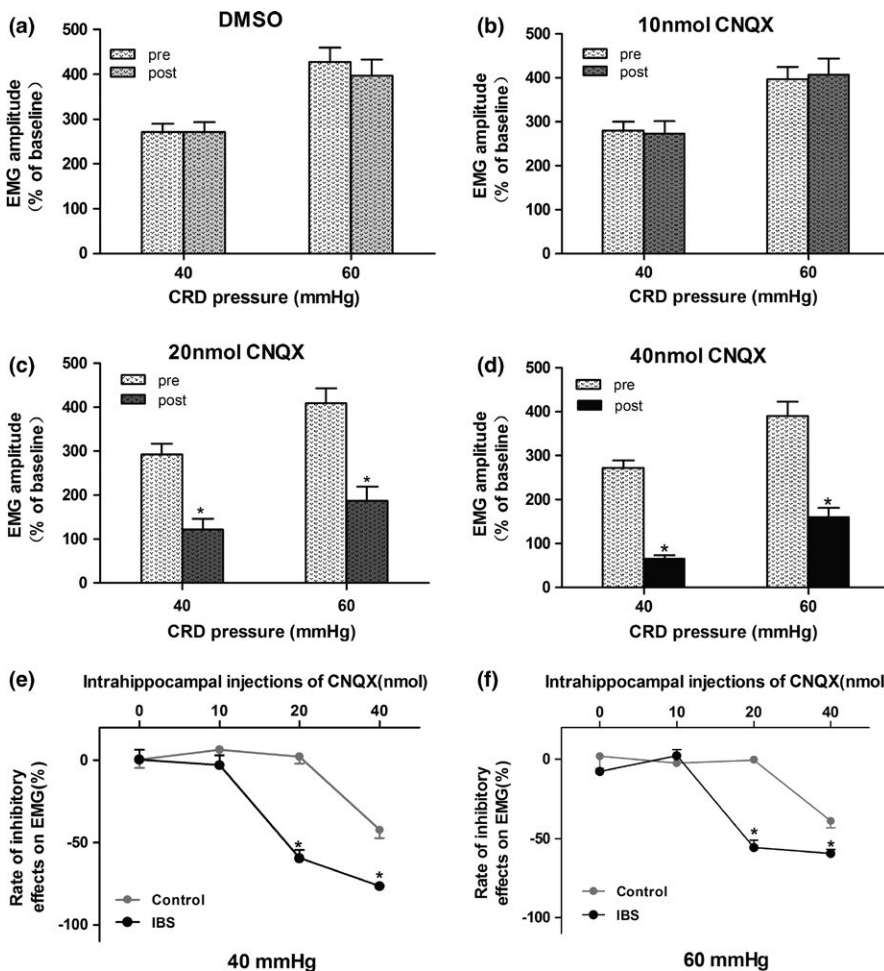 (a)
DMSO
pre
post
EMG amplitude
(% of baseline)
500
400
300
200
100
0
40
60
CRD pressure (mmHg)
(b)
10nmol CNQX
pre
post
EMG amplitude
(% of baseline)
500
400
300
200
100
0
40
60
CRD pressure (mmHg)
(c)
20nmol CNQX
pre
post
EMG amplitude
(% of baseline)
500
400
300
200
100
0
*
*
40
60
CRD pressure (mmHg)
(d)
40nmol CNQX
pre
post
EMG amplitude
(% of baseline)
500
400
300
200
100
0
*
*
40
60
CRD pressure (mmHg)
(e)
Intrahippocampal injections of CNQX(nmol)
0 10 20 40
Rate of inhibitory
effects on EMG(%)
0
-50
-100
*
*
Control
IBS
40 mmHg
(f)
Intrahippocampal injections of CNQX(nmol
0 10 20 40
Rate of inhibitory
effects on EMG(%)
0
-50
-100
*
*
Control
IBS
60 mmHg